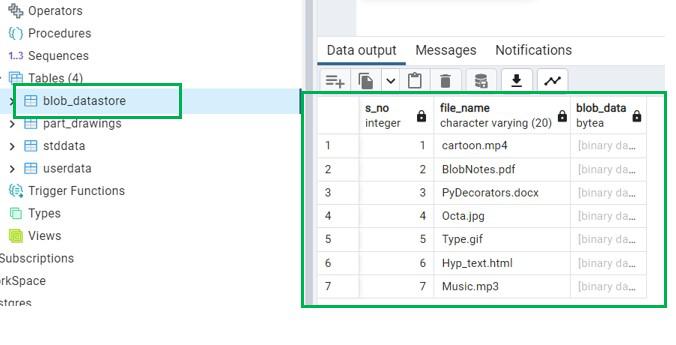 Operators
Procedures
1..3 Sequences
Tables (4)
blob_datastore
part_drawings
stddata
userdata
Trigger Functions
Types
Views
Subscriptions
rkSpace
stgres
Data output Messages Notifications
s_no file_name blob_data
integer character varying (20) bytea
1 1 cartoon.mp4 [binary da...
2 2 BlobNotes.pdf [binary da...
3 3 PyDecorators.docx [binary da...
4 4 Octa.jpg [binary da...
5 5 Type.gif [binary da...
6 6 Hyp_text.html [binary da...
7 7 Music.mp3 [binary da...